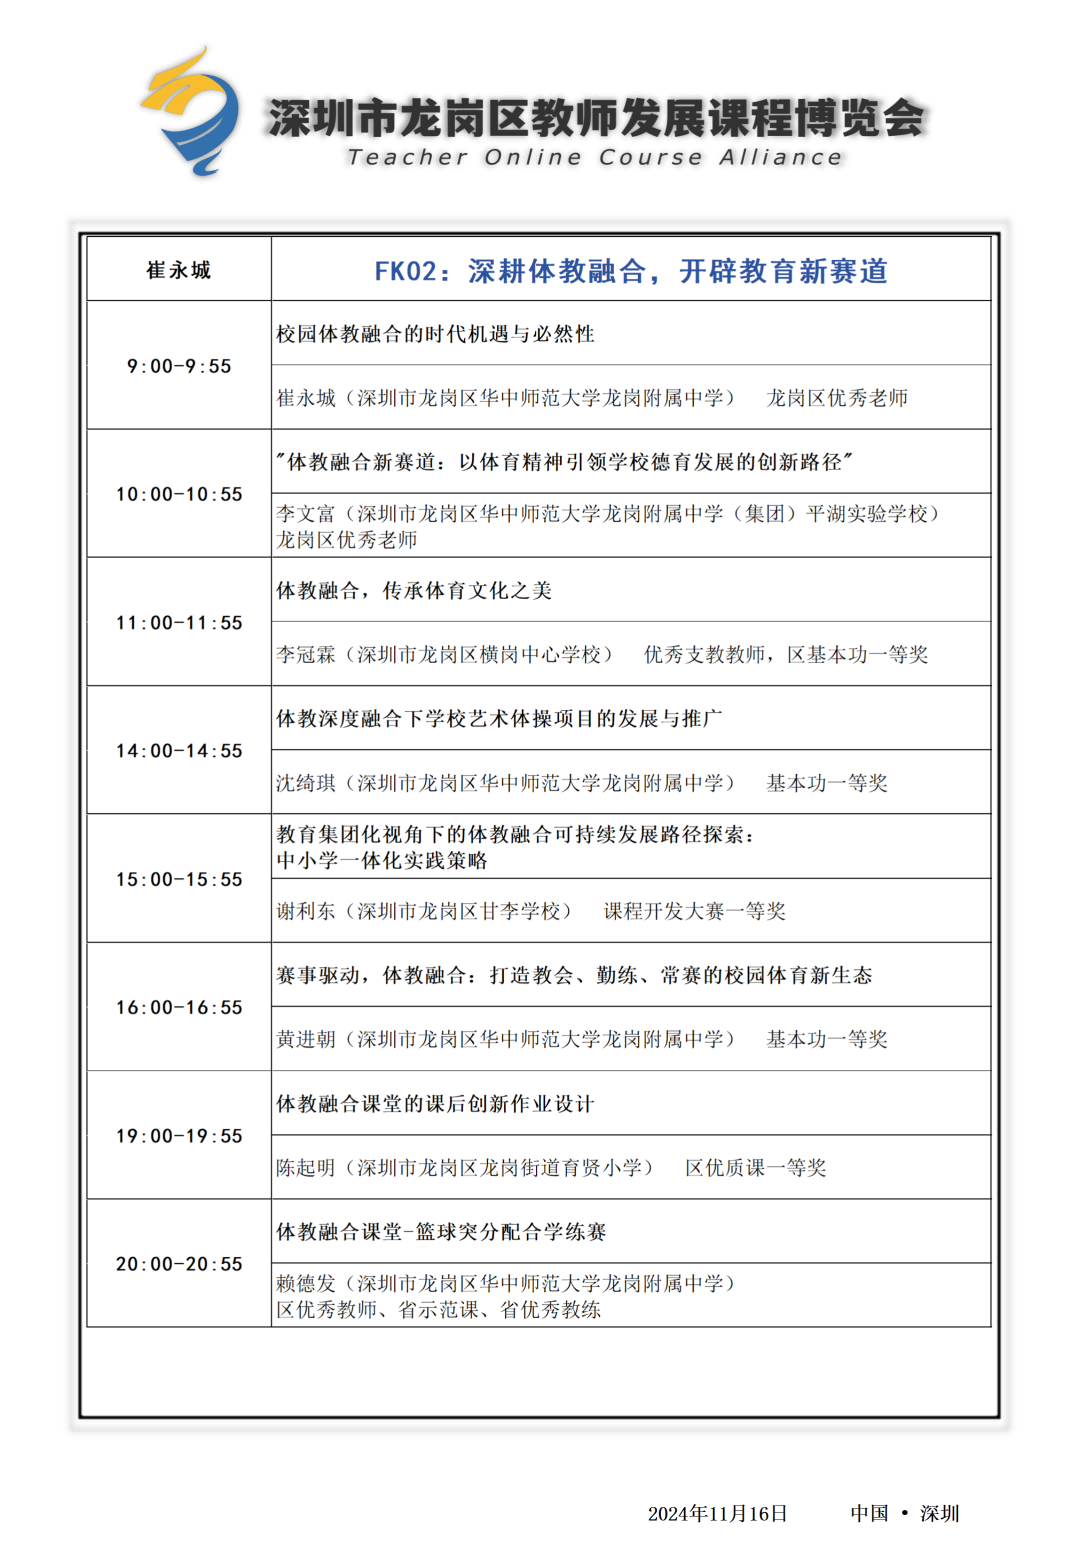 深圳市龙岗区教师发展课程博览会
Teacher Online Course Alliance
崔永城
FK02：深耕体教融合，开辟教育新赛道
9:00-9:55
校园体教融合的时代机遇与必然性
崔永城（深圳市龙岗区华中师范大学龙岗附属中学） 龙岗区优秀老师
10:00-10:55
"体教融合新赛道：以体育精神引领学校德育发展的创新路径"
李文富（深圳市龙岗区华中师范大学龙岗附属中学（集团）平湖实验学校）
龙岗区优秀老师
11:00-11:55
体教融合，传承体育文化之美
李冠霖（深圳市龙岗区横岗中心学校） 优秀支教教师，区基本功一等奖
14:00-14:55
体教深度融合下学校艺术体操项目的发展与推广
沈绮琪（深圳市龙岗区华中师范大学龙岗附属中学） 基本功一等奖
15:00-15:55
教育集团化视角下的体教融合可持续发展路径探索：
中小学一体化实践策略
谢利东（深圳市龙岗区甘李学校） 课程开发大赛一等奖
16:00-16:55
赛事驱动，体教融合：打造教会、勤练、常赛的校园体育新生态
黄进朝（深圳市龙岗区华中师范大学龙岗附属中学） 基本功一等奖
19:00-19:55
体教融合课堂的课后创新作业设计
陈起明（深圳市龙岗区龙岗街道育贤小学） 区优质课一等奖
20:00-20:55
体教融合课堂-篮球突分配合学练赛
赖德发（深圳市龙岗区华中师范大学龙岗附属中学）
区优秀教师、省示范课、省优秀教练
2024年11月16日 中国 • 深圳